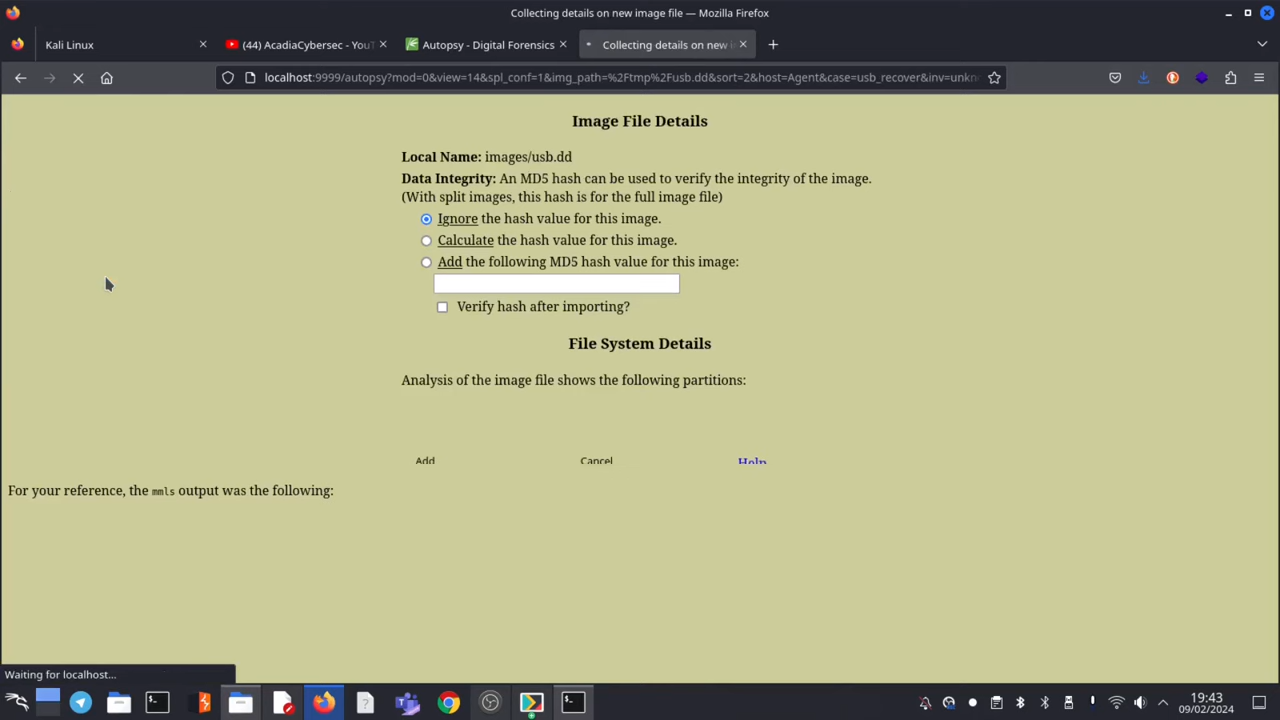 Collecting details on new image file — Mozilla Firefox
Kali Linux
(44) AcadiaCybersec - YouT
Autopsy - Digital Forensics
Collecting details on new i
localhost:9999/autopsy?mod=0&view=14&spl_conf=1&img_path=%2Ftmp%2Fusb.dd&sort=2&host=Agent&case=usb_recover&inv=unkn
Image File Details
Local Name: images/usb.dd
Data Integrity: An MD5 hash can be used to verify the integrity of the image.
(With split images, this hash is for the full image file)
Ignore the hash value for this image.
Calculate the hash value for this image.
Add the following MD5 hash value for this image:
Verify hash after importing?
File System Details
Analysis of the image file shows the following partitions:
Add Cancel Help
For your reference, the mmls output was the following:
Waiting for localhost...
19:43
09/02/2024